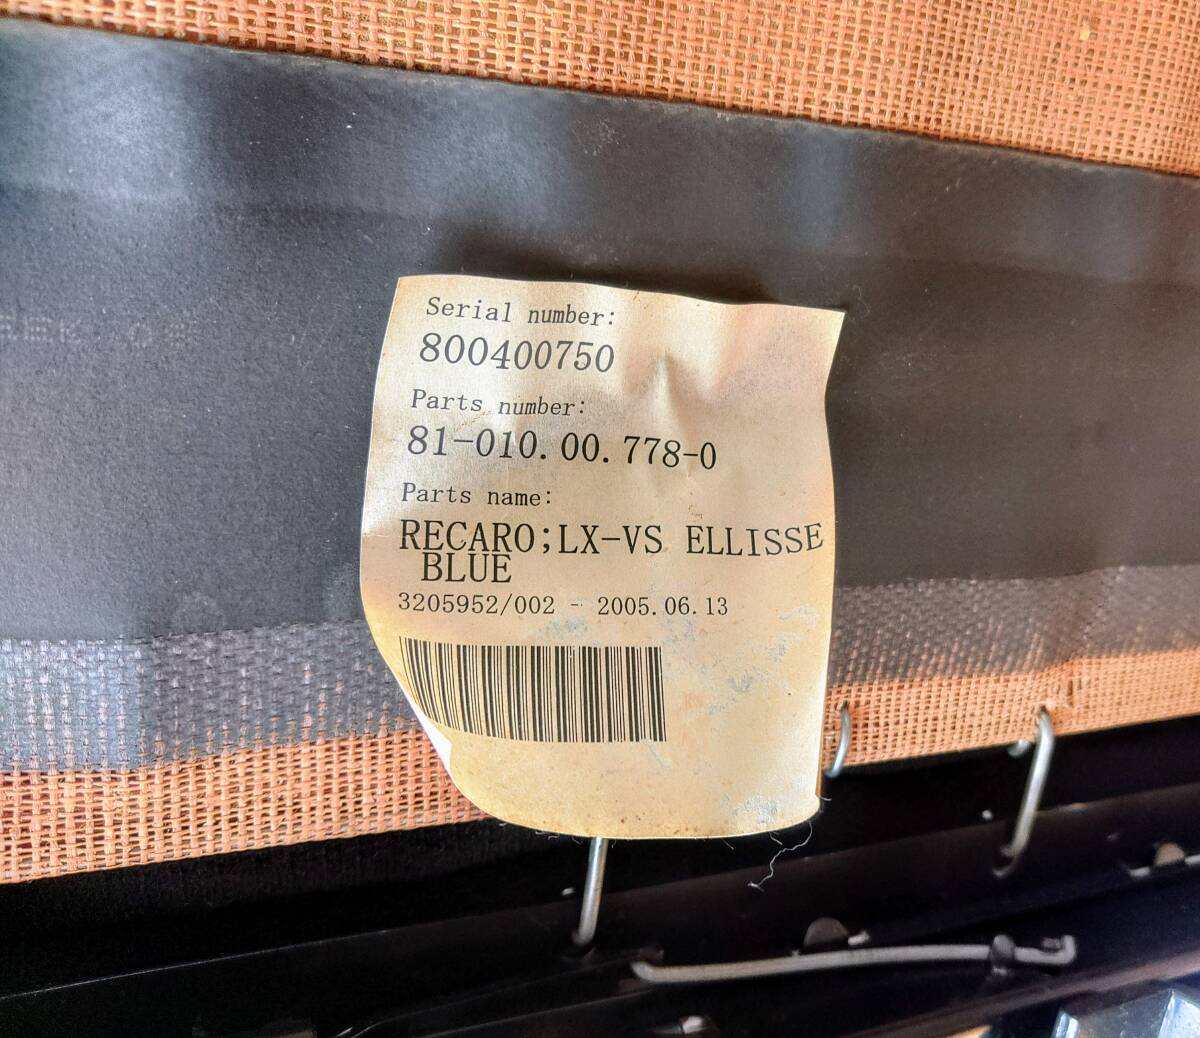 Serial number:
800400750
Parts number:
81-010.00.778-0
Parts name:
RECARO;LX-VS ELLISSE
BLUE
3205952/002 - 2005.06.13